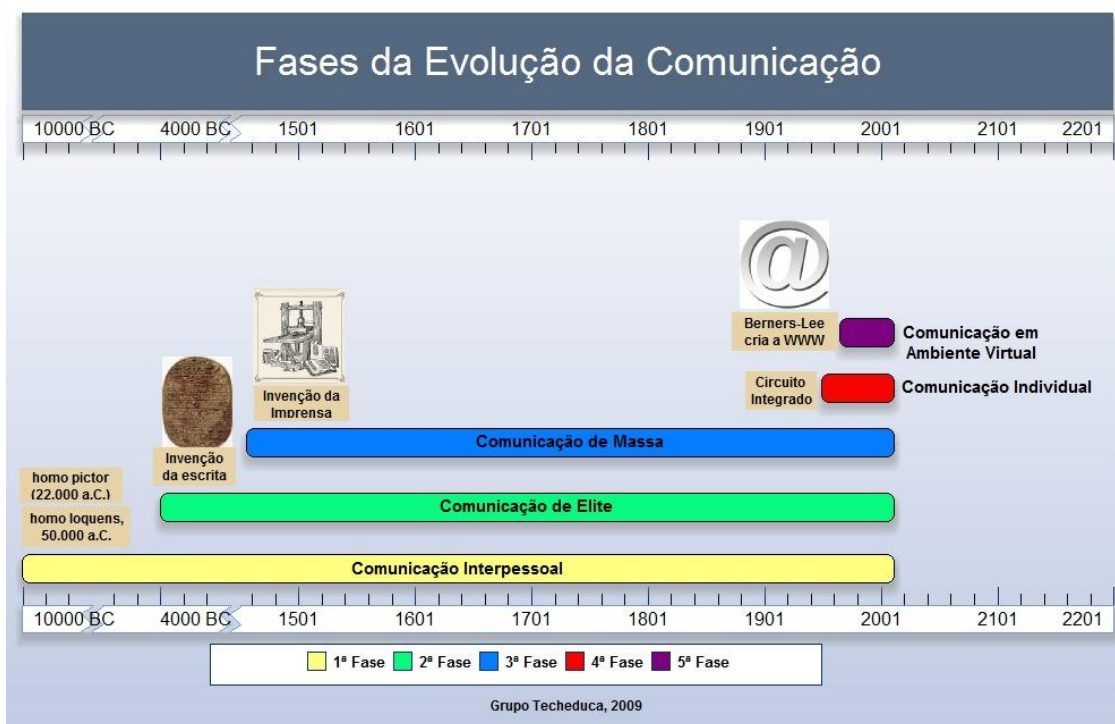 Fases da Evolução da Comunicação
10000 BC 4000 BC 1501 1601 1701 1801 1901 2001 2101 2201
Berners-Lee
cria a WWW
Comunicação em
Ambiente Virtual
Circuito
Integrado
Comunicação Individual
Invenção da
Imprensa
Comunicação de Massa
Invenção
da escrita
homo pictor
(22.000 a.C.)
Comunicação de Elite
homo loquens,
50.000 a.C.
Comunicação Interpessoal
10000 BC 4000 BC 1501 1601 1701 1801 1901 2001 2101 2201
1ª Fase 2ª Fase 3ª Fase 4ª Fase 5ª Fase
Grupo Techeduca, 2009